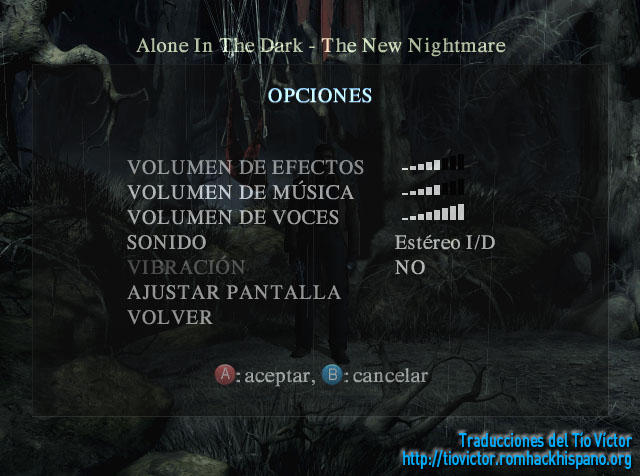 Alone In The Dark - The New Nightmare
OPCIONES
VOLUMEN DE EFECTOS
VOLUMEN DE MÚSICA
VOLUMEN DE VOCES
SONIDO Estéreo I/D
VIBRACIÓN NO
AJUSTAR PANTALLA
VOLVER
A: aceptar, B: cancelar
Traducciones del Tio Victor
http://tiovictor.romhackhispano.org